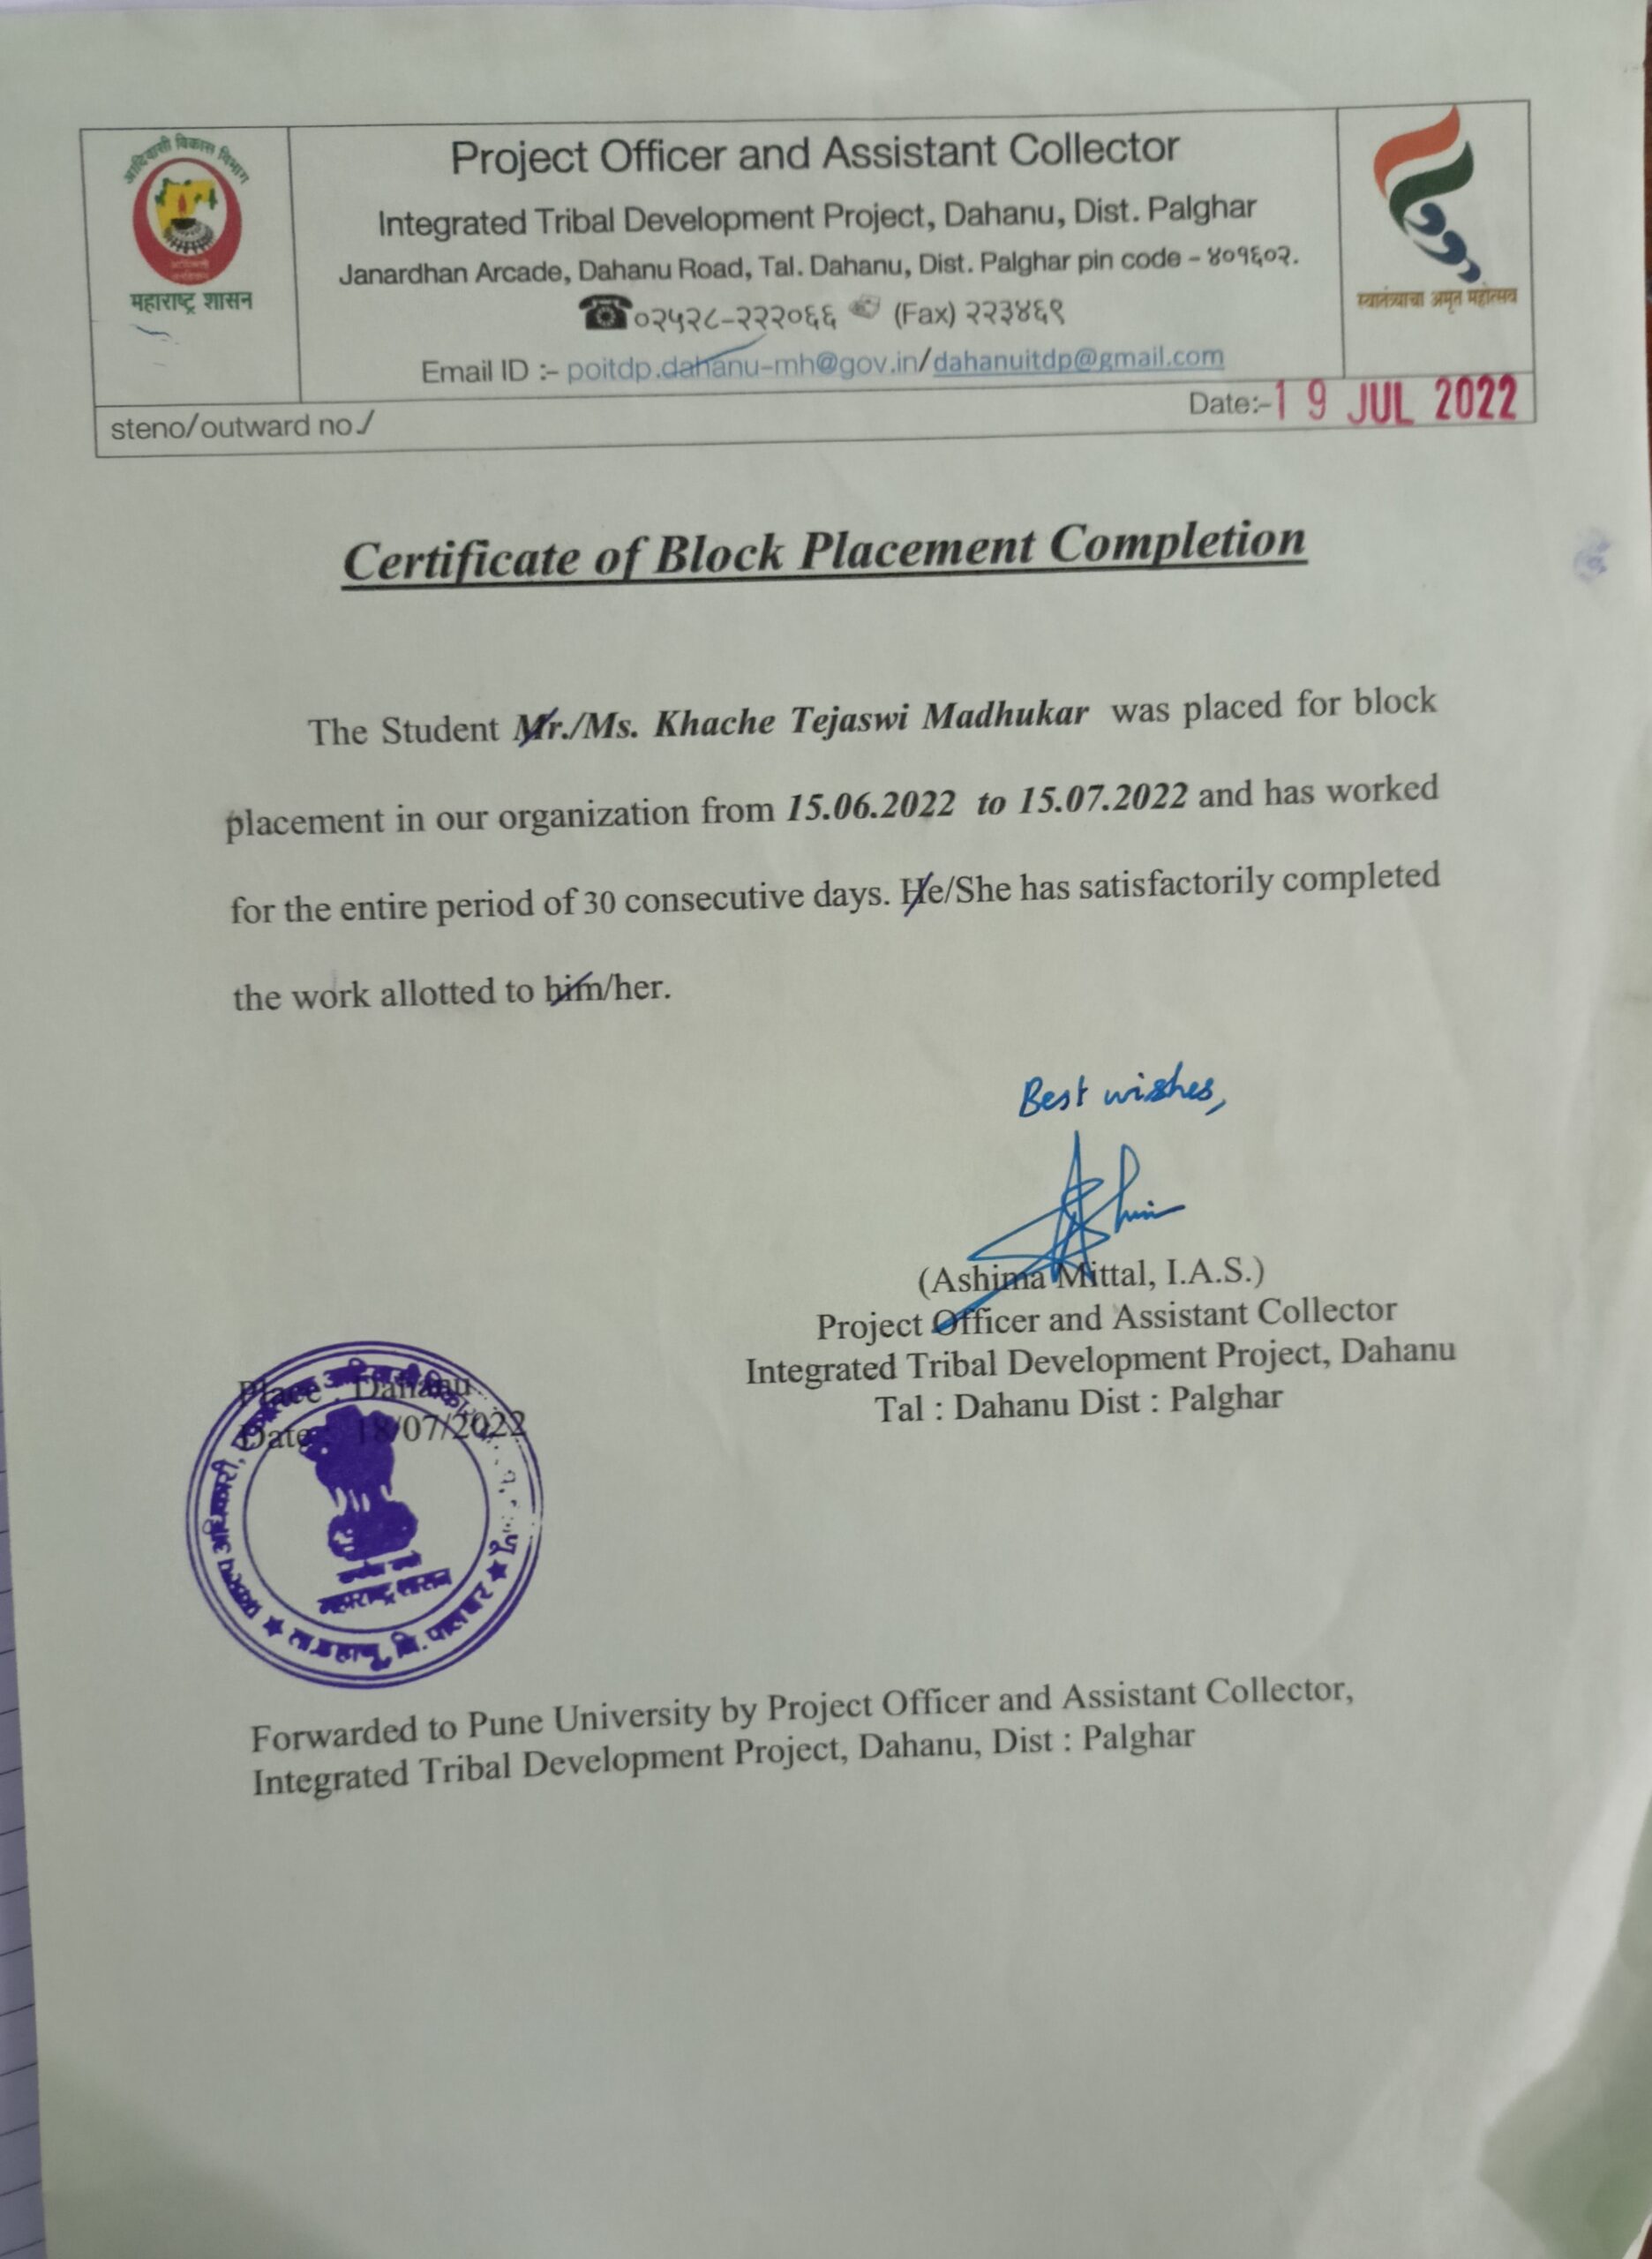 आदिवासी विकास विभाग
महाराष्ट्र शासन
Project Officer and Assistant Collector
Integrated Tribal Development Project, Dahanu, Dist. Palghar
Janardhan Arcade, Dahanu Road, Tal. Dahanu, Dist. Palghar pin code - ४०१६०२.
०२५२८-२२२०६६ (Fax) २२३४६९
Email ID :- poitdp.dahanu-mh@gov.in/dahanuitdp@gmail.com
स्वातंत्र्याचा अमृत महोत्सव
steno/outward no./
Date:-19 JUL 2022
Certificate of Block Placement Completion
The Student Mr./Ms. Khache Tejaswi Madhukar was placed for block
placement in our organization from 15.06.2022 to 15.07.2022 and has worked
for the entire period of 30 consecutive days. He/She has satisfactorily completed
the work allotted to him/her.
Best wishes,
(Ashima Mittal, I.A.S.)
Project Officer and Assistant Collector
Integrated Tribal Development Project, Dahanu
Tal : Dahanu Dist : Palghar
Place : Dahanu
Date : 18/07/2022
महाराष्ट्र शासन
Forwarded to Pune University by Project Officer and Assistant Collector,
Integrated Tribal Development Project, Dahanu, Dist : Palghar